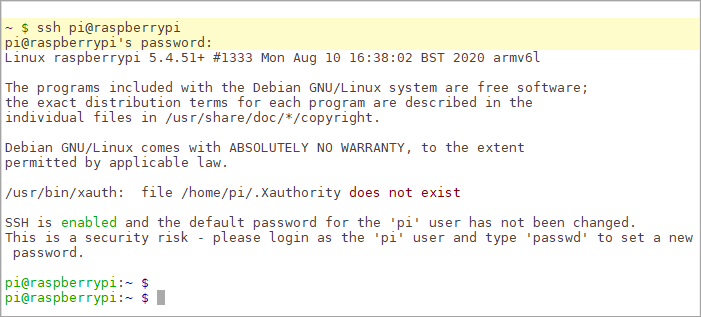 ~ $ ssh pi@raspberrypi
pi@raspberrypi's password:
Linux raspberrypi 5.4.51+ #1333 Mon Aug 10 16:38:02 BST 2020 armv6l
The programs included with the Debian GNU/Linux system are free software;
the exact distribution terms for each program are described in the
individual files in /usr/share/doc/*/copyright.
Debian GNU/Linux comes with ABSOLUTELY NO WARRANTY, to the extent
permitted by applicable law.
/usr/bin/xauth:  file /home/pi/.Xauthority does not exist
SSH is enabled and the default password for the 'pi' user has not been changed.
This is a security risk - please login as the 'pi' user and type 'passwd' to set a new
 password.
pi@raspberrypi:~ $
pi@raspberrypi:~ $